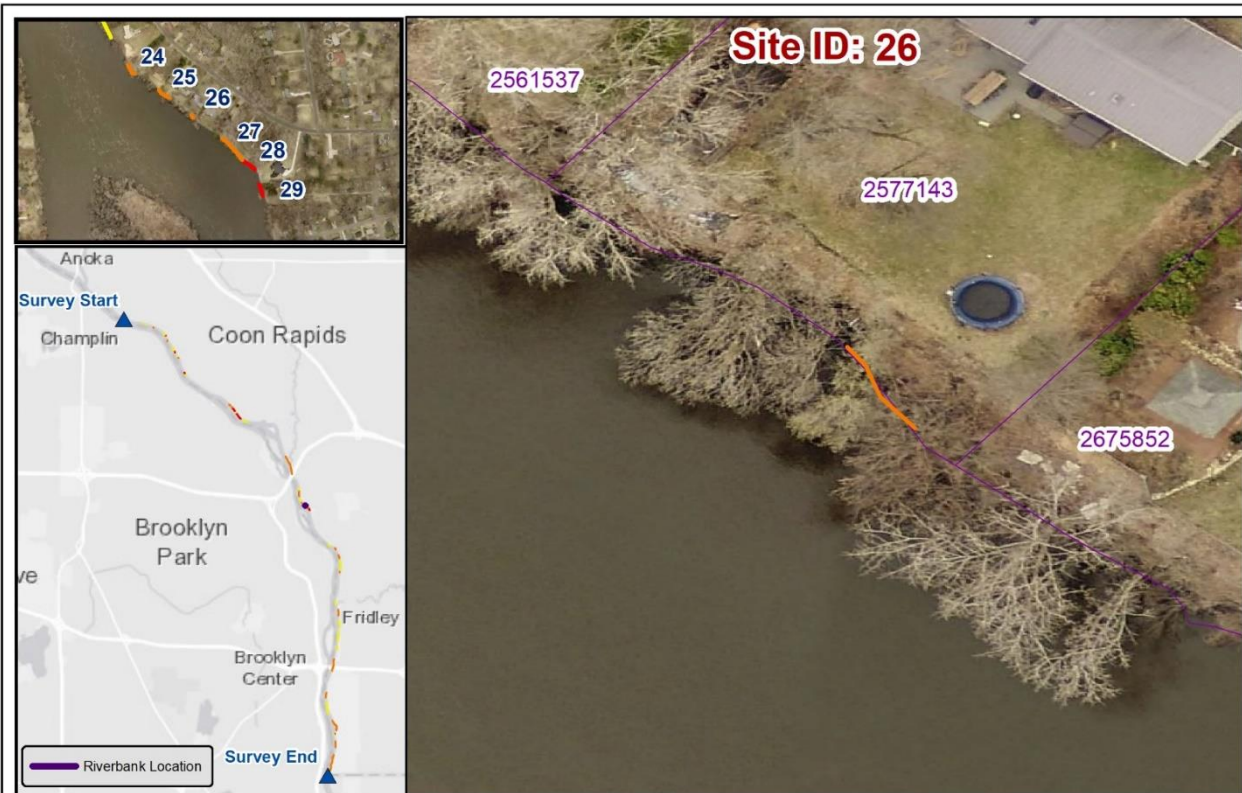 Site ID: 26
2561537
2577143
2675852
24
25
26
27
28
29
Anoka
Survey Start
Champlin
Coon Rapids
Brooklyn
Park
ve
Fridley
Brooklyn
Center
Survey End
Riverbank Location